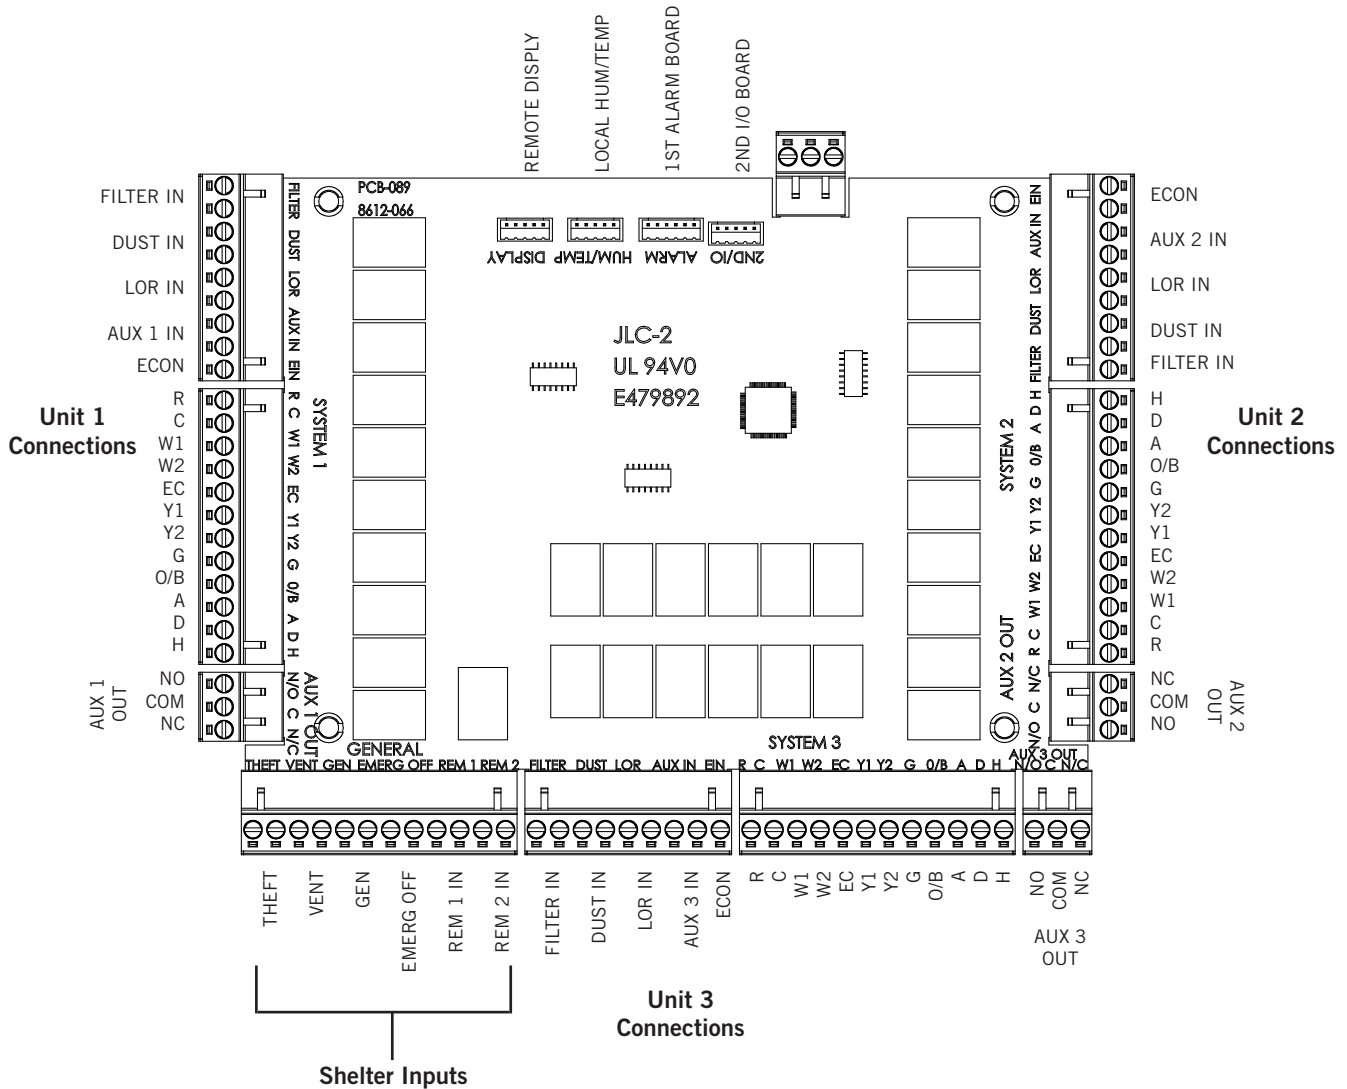 REMOTE DISPLY
LOCAL HUM/TEMP
1ST ALARM BOARD
2ND I/O BOARD
FILTER IN
DUST IN
LOR IN
AUX 1 IN
ECON
R
C
W1
W2
EC
Y1
Y2
G
O/B
A
D
H
NO
COM
NC
AUX 1
OUT
Unit 1
Connections
FILTER DUST LOR AUX IN EIN
R C W1 W2 EC Y1 Y2 G O/B A D H
N/O C N/C
SYSTEM 1
AUX 1 OUT
PCB-089
8612-066
DISPLAY
HUM/TEMP
ALARM
2ND/IO
JLC-2
UL 94V0
E479892
SYSTEM 2
AUX 2 OUT
FILTER DUST LOR AUX IN EIN
R C W1 W2 EC Y1 Y2 G O/B A D H
N/O C N/C
ECON
AUX 2 IN
LOR IN
DUST IN
FILTER IN
H
D
A
O/B
G
Y2
Y1
EC
W2
W1
C
R
NC
COM
NO
AUX 2
OUT
Unit 2
Connections
GENERAL
SYSTEM 3
AUX 3 OUT
THEFT VENT GEN EMERG OFF REM 1 REM 2
FILTER DUST LOR AUX IN EIN
R C W1 W2 EC Y1 Y2 G O/B A D H
N/O C N/C
THEFT
VENT
GEN
EMERG OFF
REM 1 IN
REM 2 IN
FILTER IN
DUST IN
LOR IN
AUX 3 IN
ECON
R
C
W1
W2
EC
Y1
Y2
G
O/B
A
D
H
NO
COM
NC
AUX 3
OUT
Unit 3
Connections
Shelter Inputs